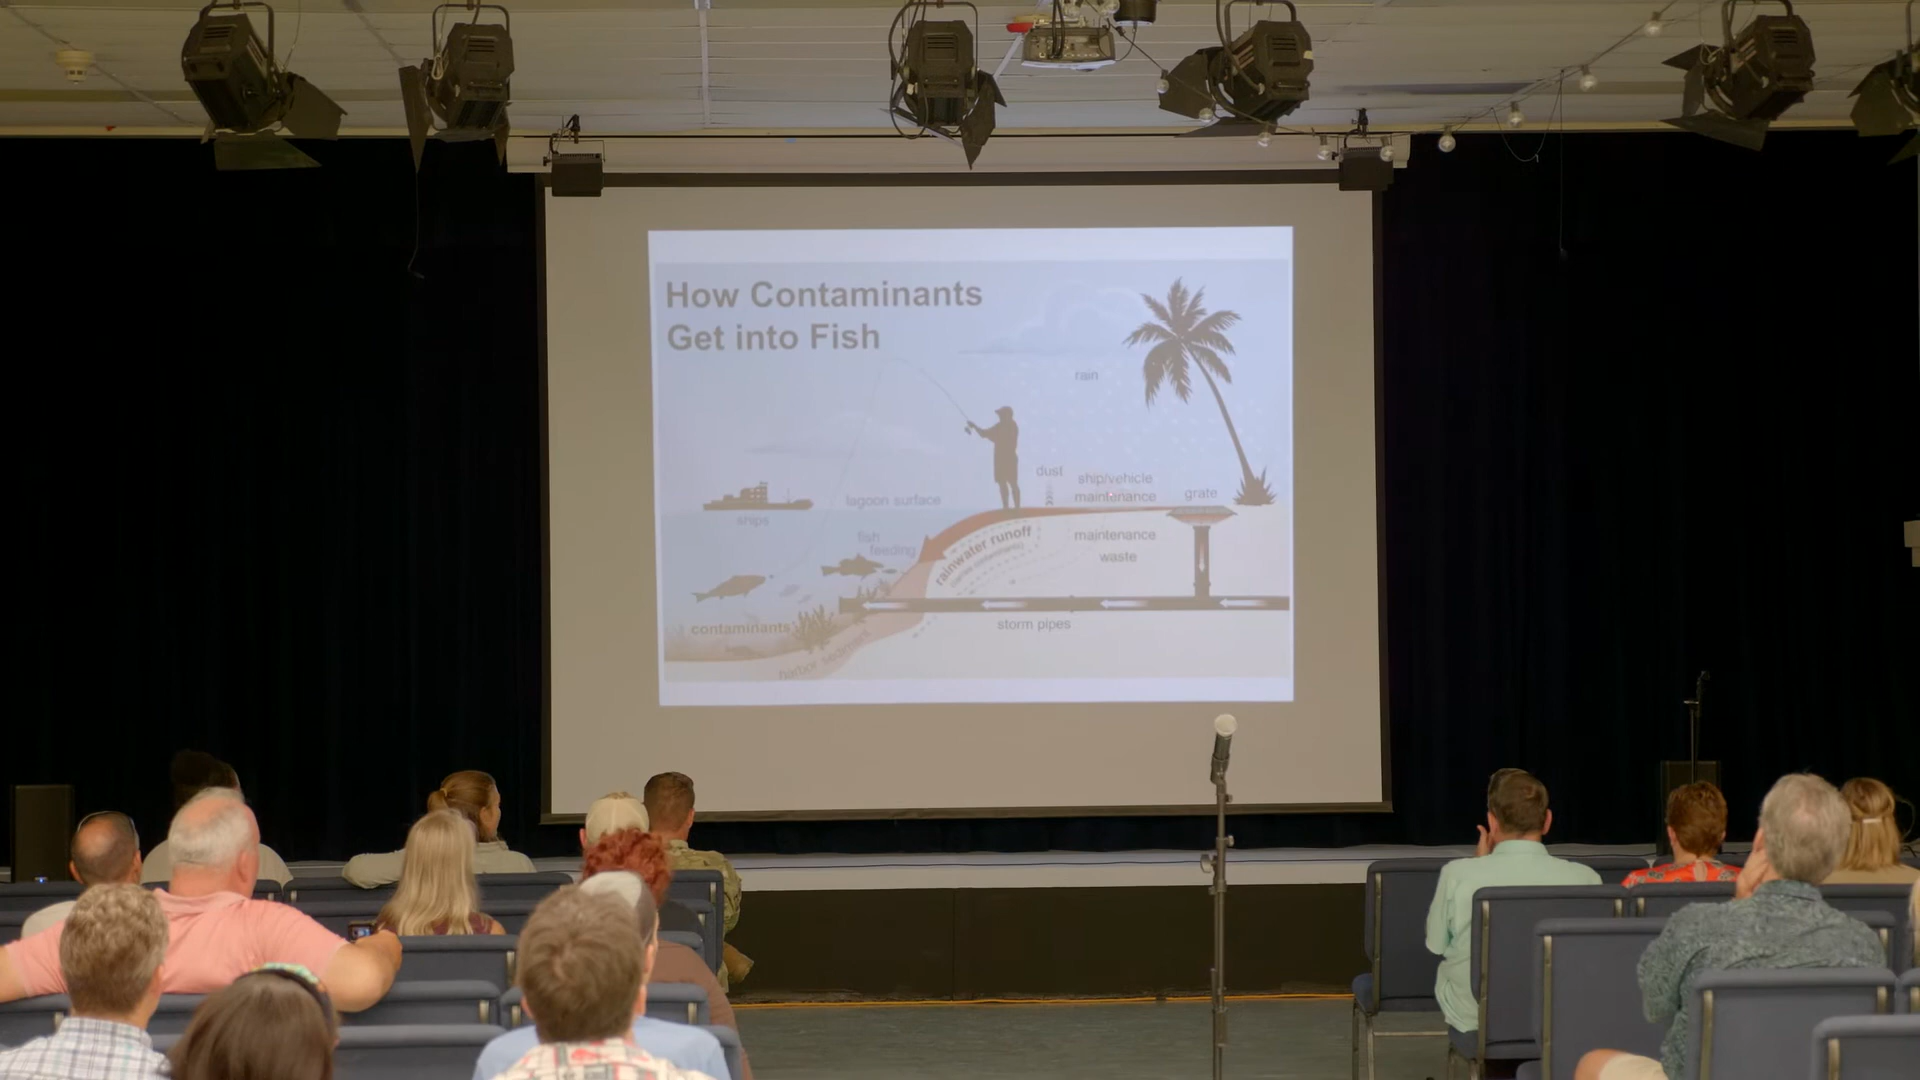 How Contaminants
Get into Fish
rain
dust
ship/vehicle
maintenance
grate
ships
lagoon surface
fish
feeding
rainwater runoff
maintenance
waste
contaminants
storm pipes
harbor sediments